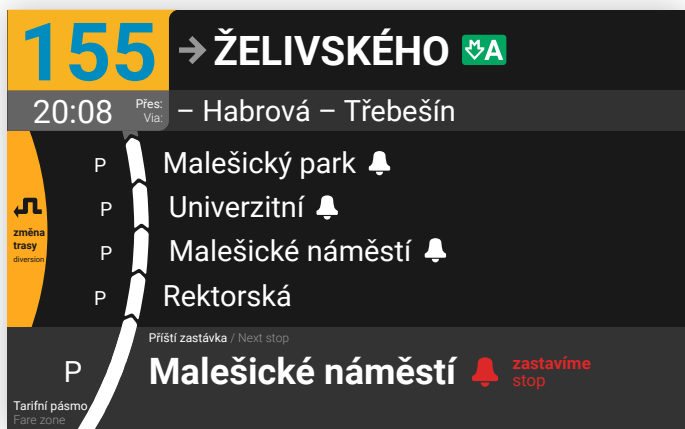 155
→ ŽELIVSKÉHO A
20:08 Přes: – Habrová – Třebešín
Via:
P Malešický park
P Univerzitní
P Malešické náměstí
P Rektorská
změna
trasy
diversion
Příští zastávka / Next stop
P Malešické náměstí zastavíme
stop
Tarifní pásmo
Fare zone